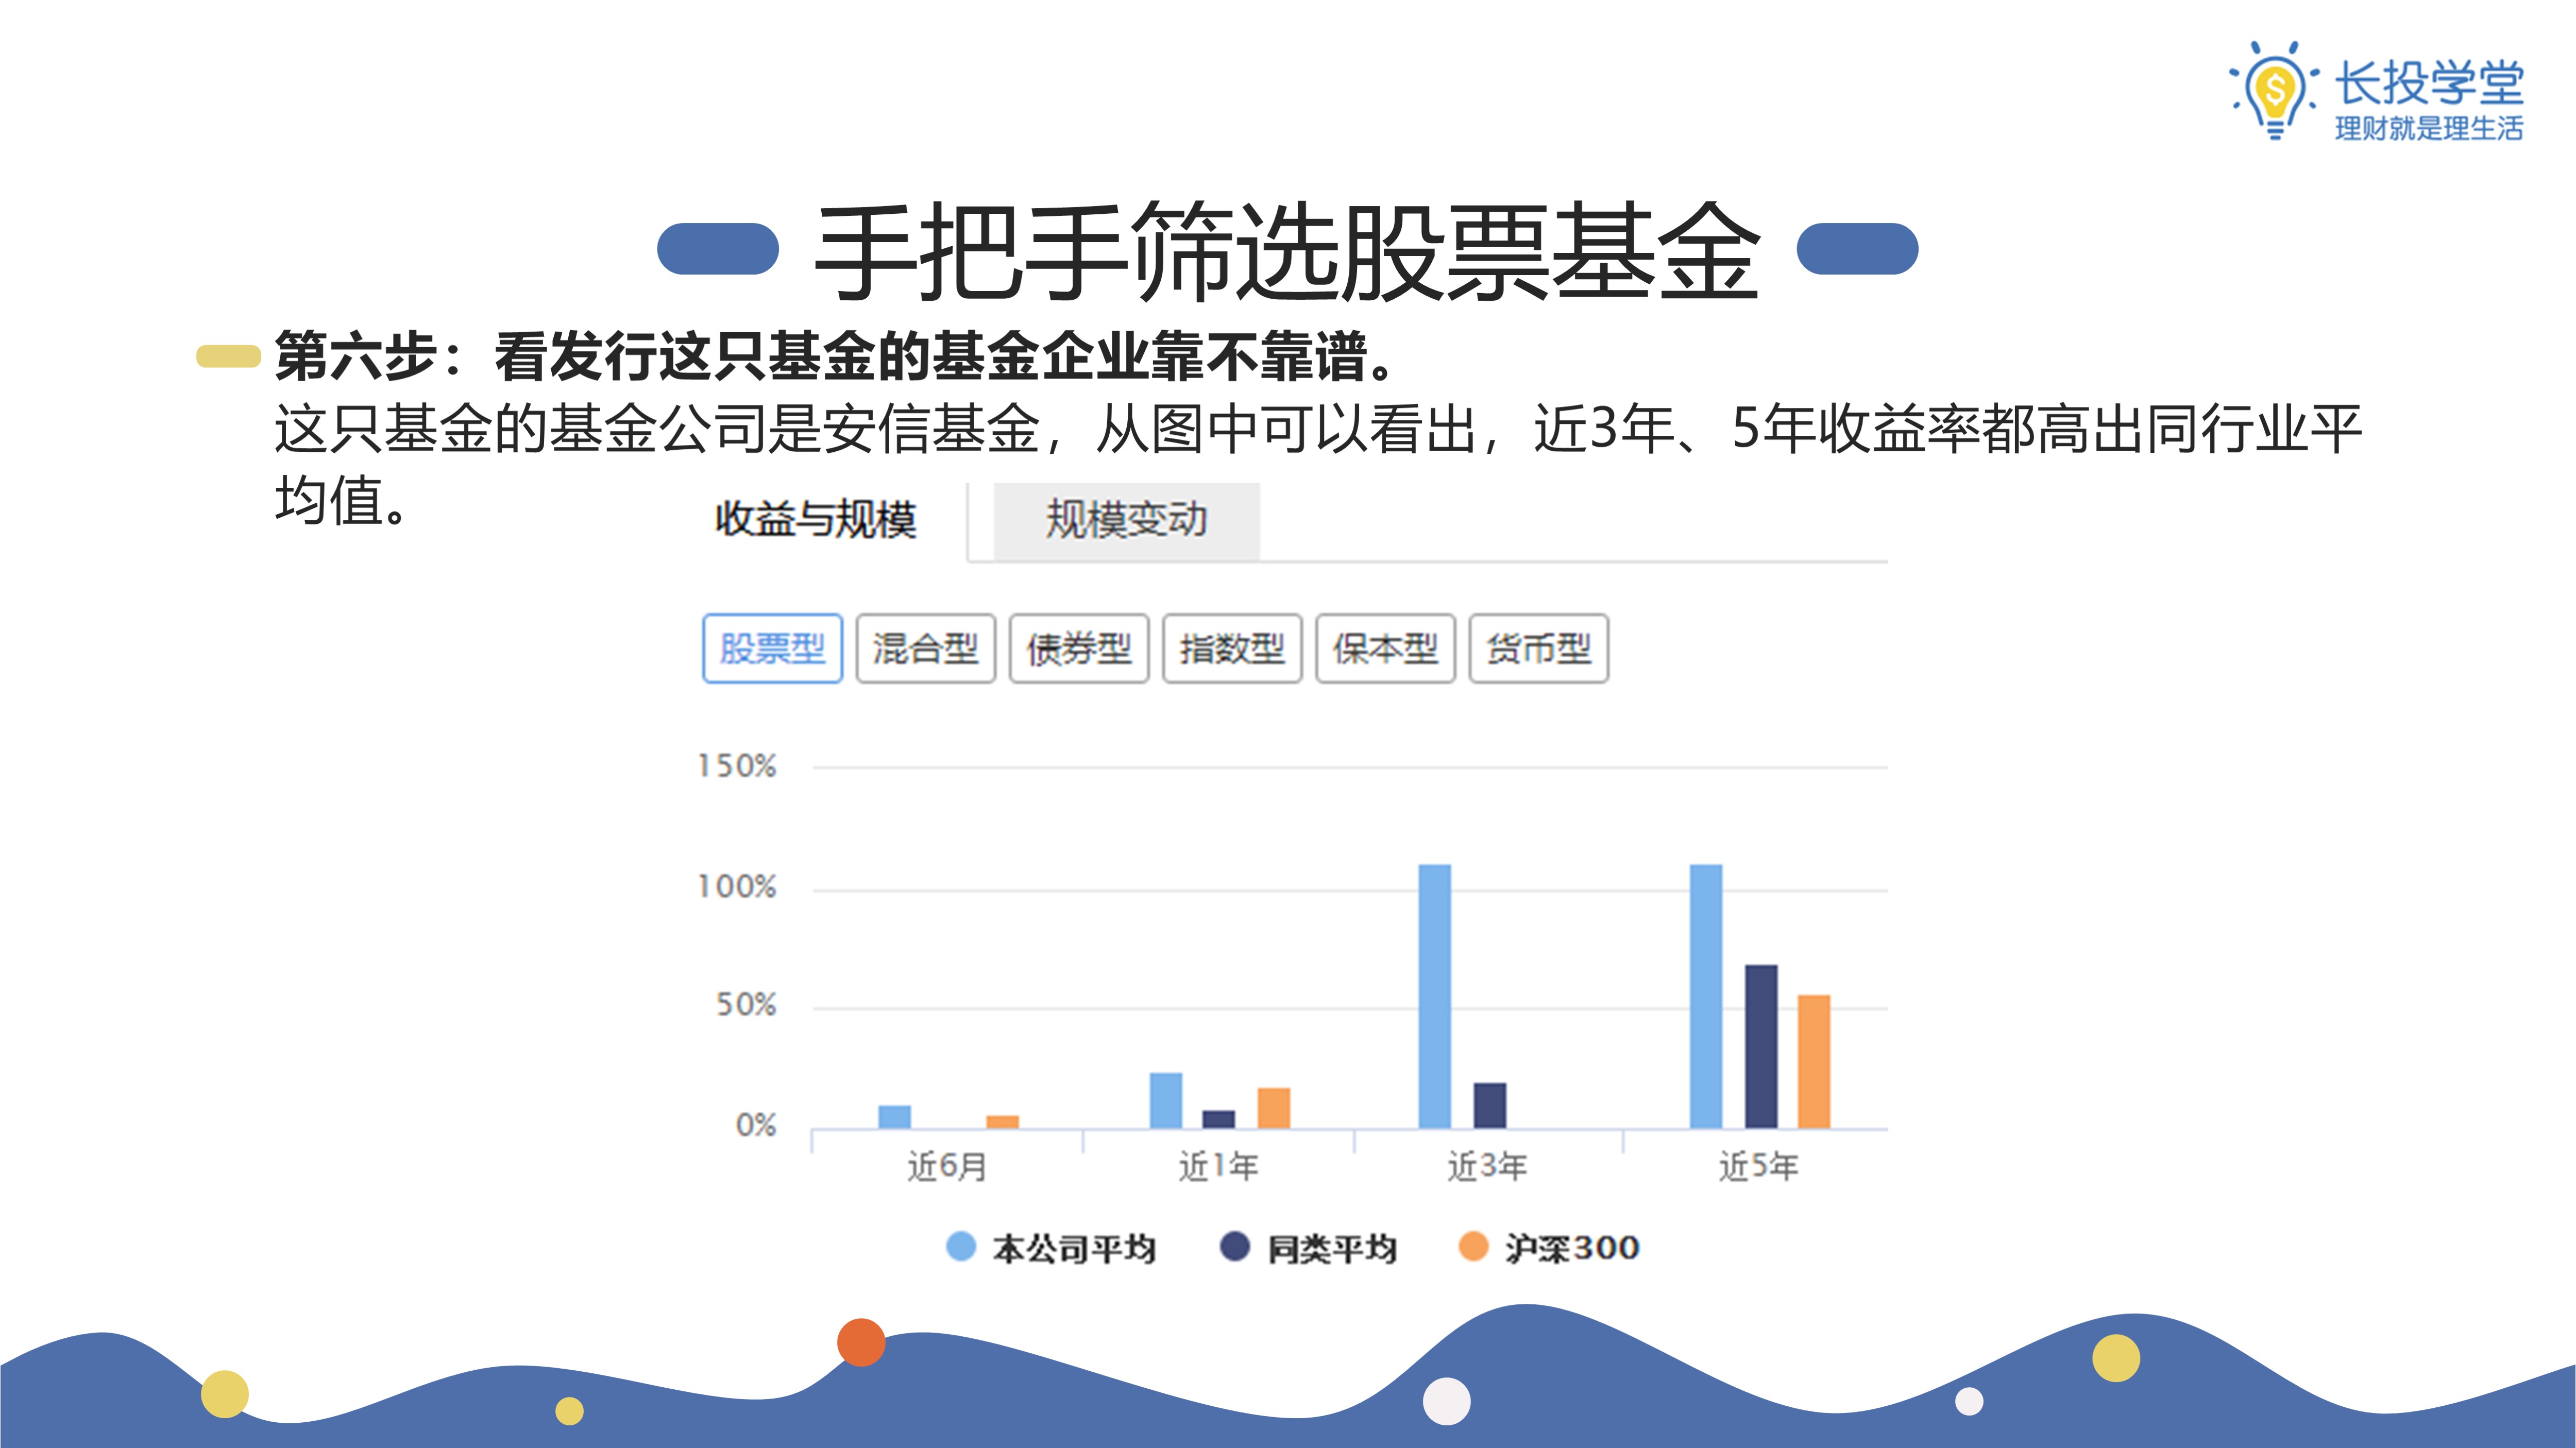 长投学堂
理财就是理生活
手把手筛选股票基金
第六步：看发行这只基金的基金企业靠不靠谱。
这只基金的基金公司是安信基金，从图中可以看出，近3年、5年收益率都高出同行业平
均值。
收益与规模 规模变动
股票型 混合型 债券型 指数型 保本型 货币型
150%
100%
50%
0%
近6月 近1年 近3年 近5年
本公司平均 同类平均 沪深300